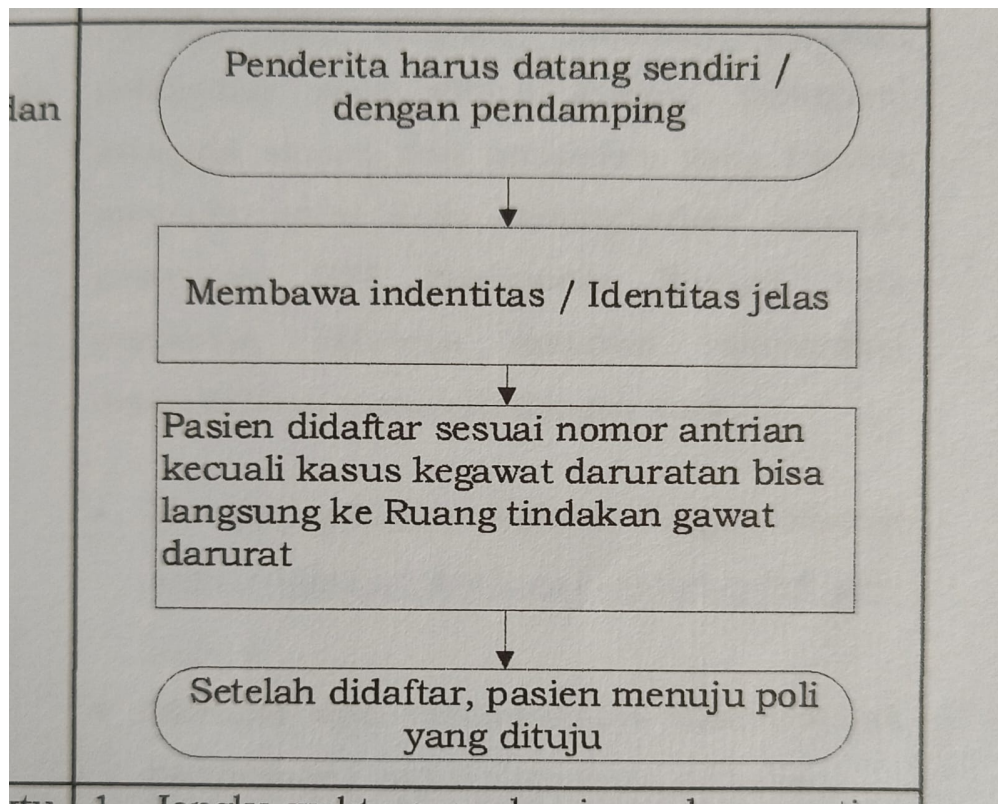 Penderita harus datang sendiri /
dengan pendamping
Membawa indentitas / Identitas jelas
Pasien didaftar sesuai nomor antrian
kecuali kasus kegawat daruratan bisa
langsung ke Ruang tindakan gawat
darurat
Setelah didaftar, pasien menuju poli
yang dituju